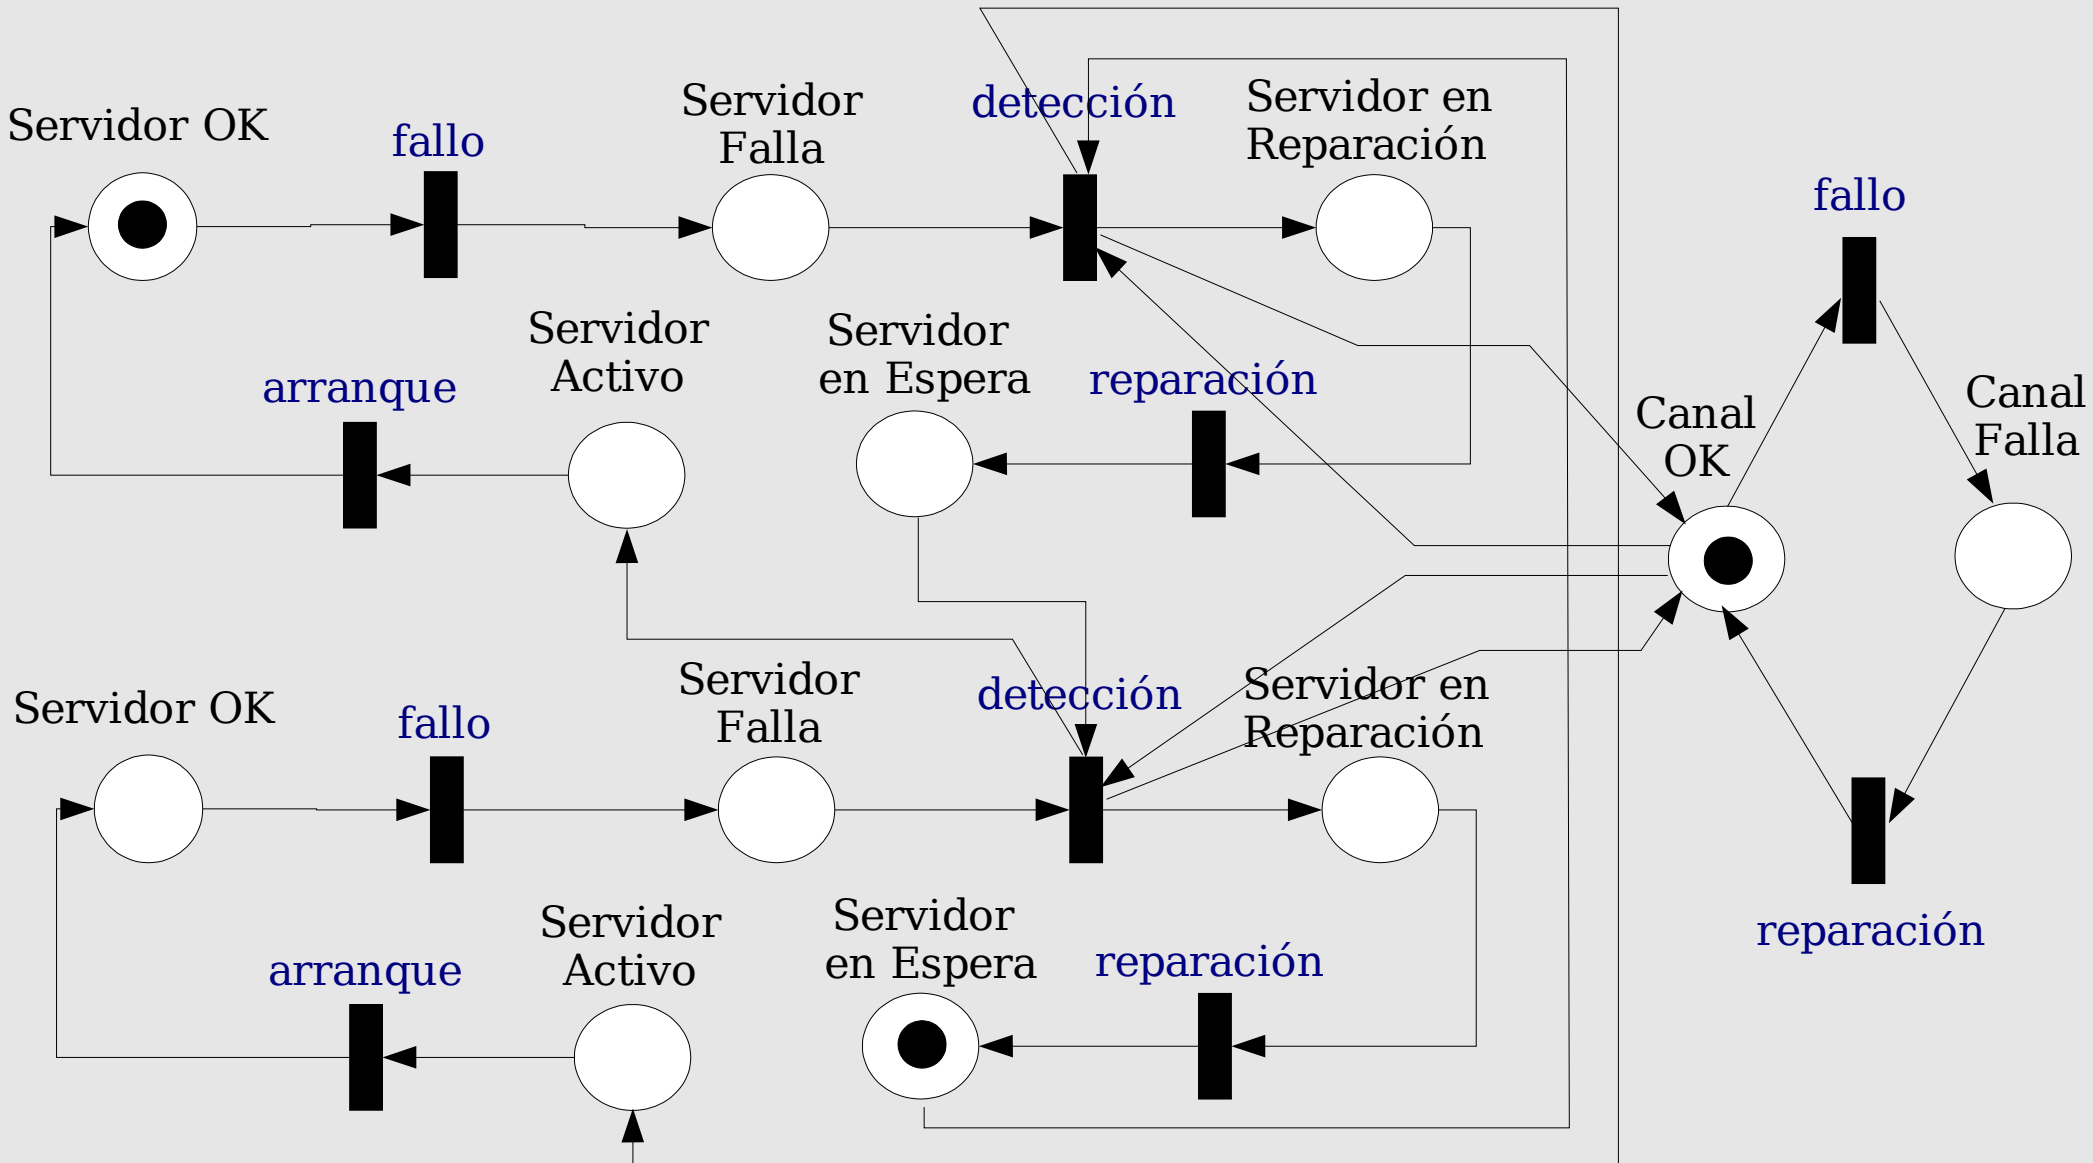 Servidor OK
fallo
Servidor
Falla
detección
Servidor en
Reparación
fallo
arranque
Servidor
Activo
Servidor
en Espera
reparación
Canal
OK
Canal
Falla
Servidor OK
fallo
Servidor
Falla
detección
Servidor en
Reparación
arranque
Servidor
Activo
Servidor
en Espera
reparación
reparación